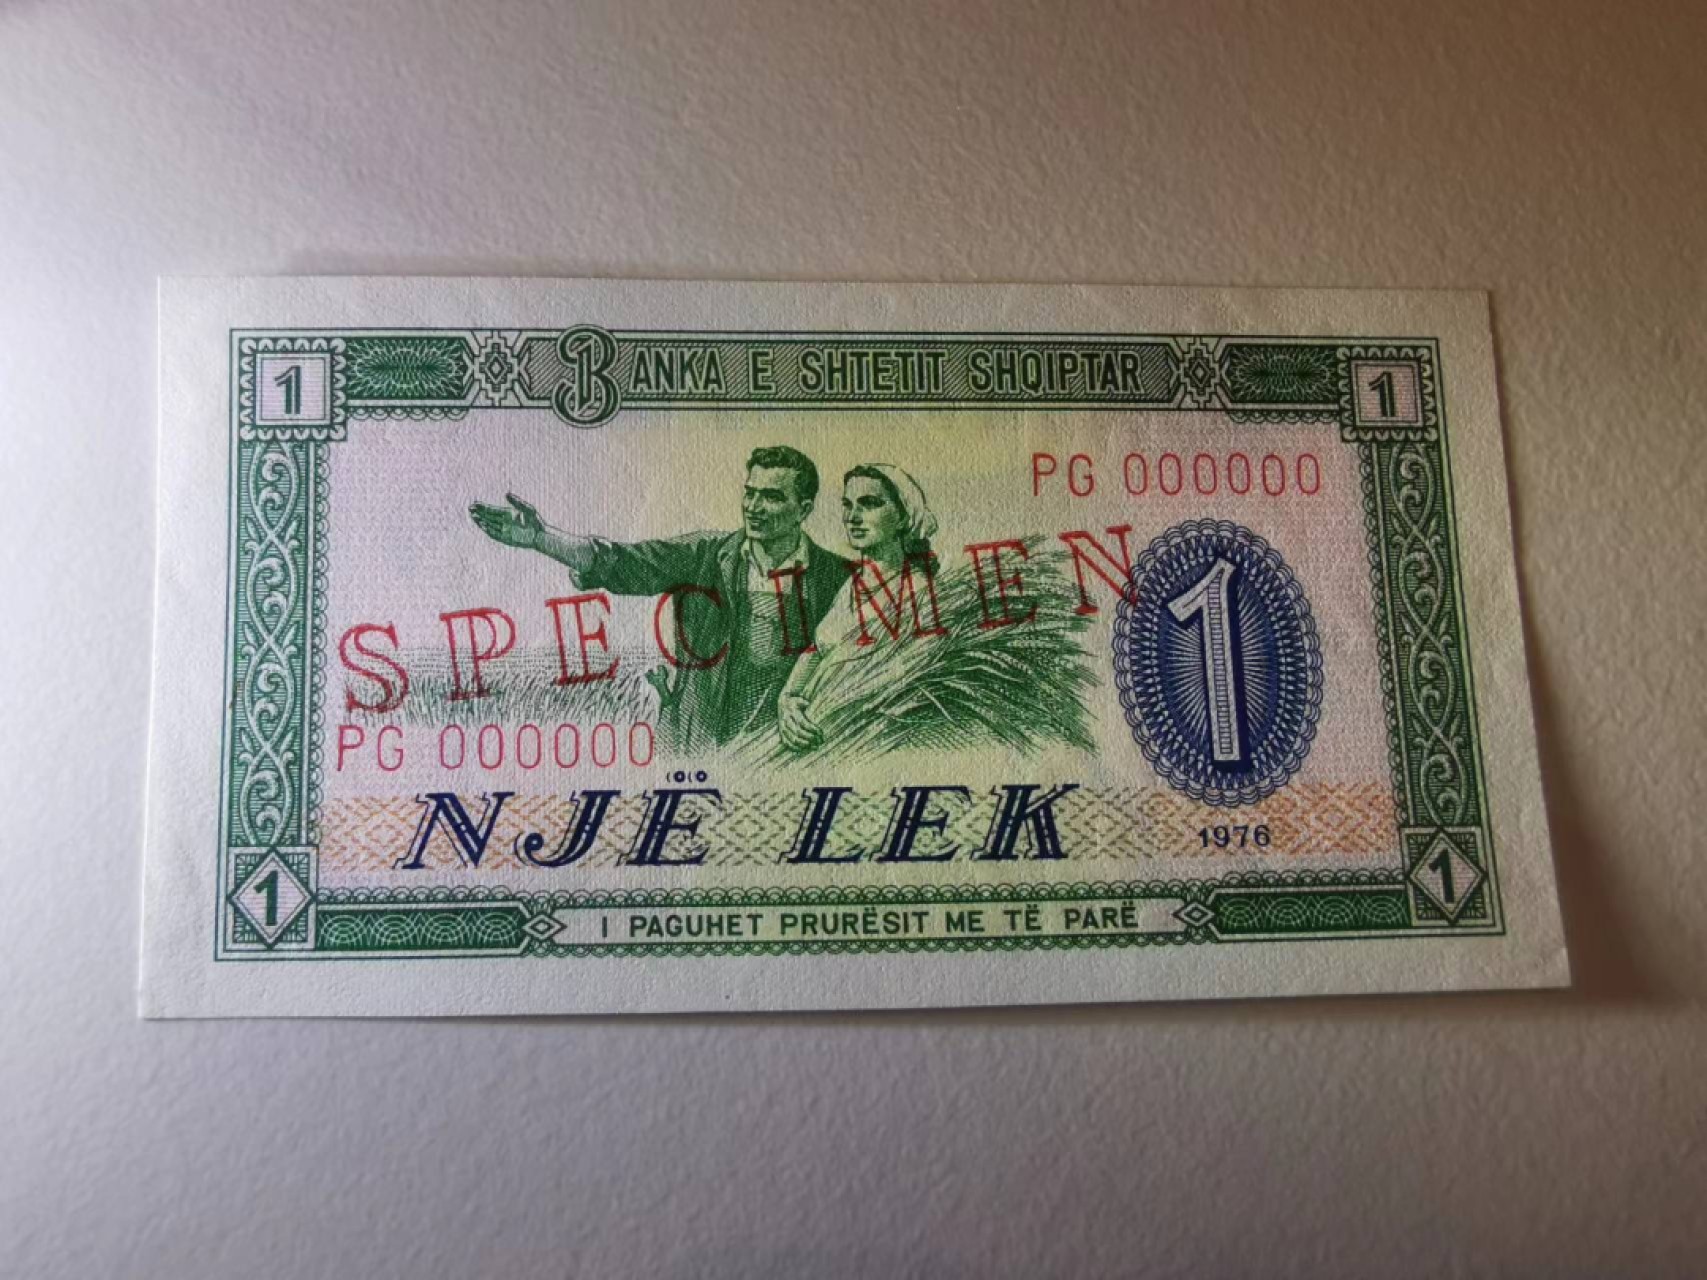 1 BANKA E SHTETIT SHQIPTAR 1
PG 000000
SPECIMEN
1
PG 000000
NJË LEK
1976
1 I PAGUHET PRURËSIT ME TË PARË 1